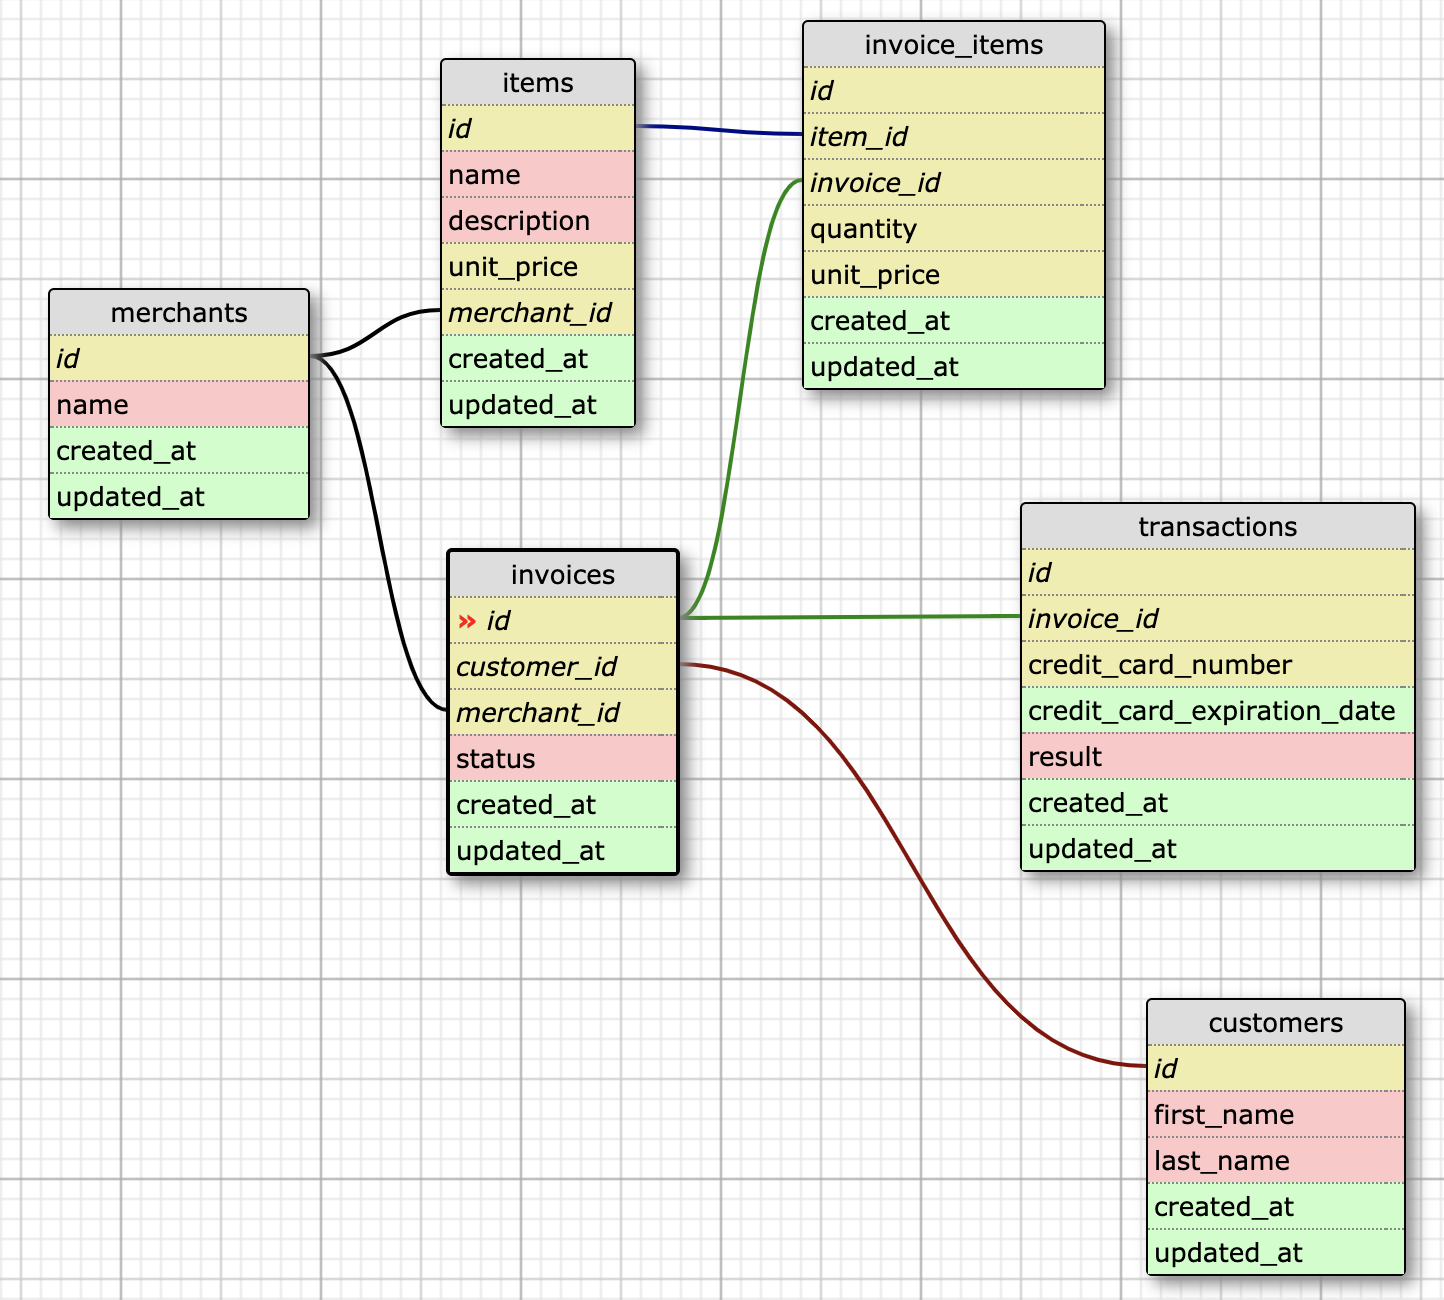 merchants
id
name
created_at
updated_at
items
id
name
description
unit_price
merchant_id
created_at
updated_at
invoice_items
id
item_id
invoice_id
quantity
unit_price
created_at
updated_at
invoices
» id
customer_id
merchant_id
status
created_at
updated_at
transactions
id
invoice_id
credit_card_number
credit_card_expiration_date
result
created_at
updated_at
customers
id
first_name
last_name
created_at
updated_at